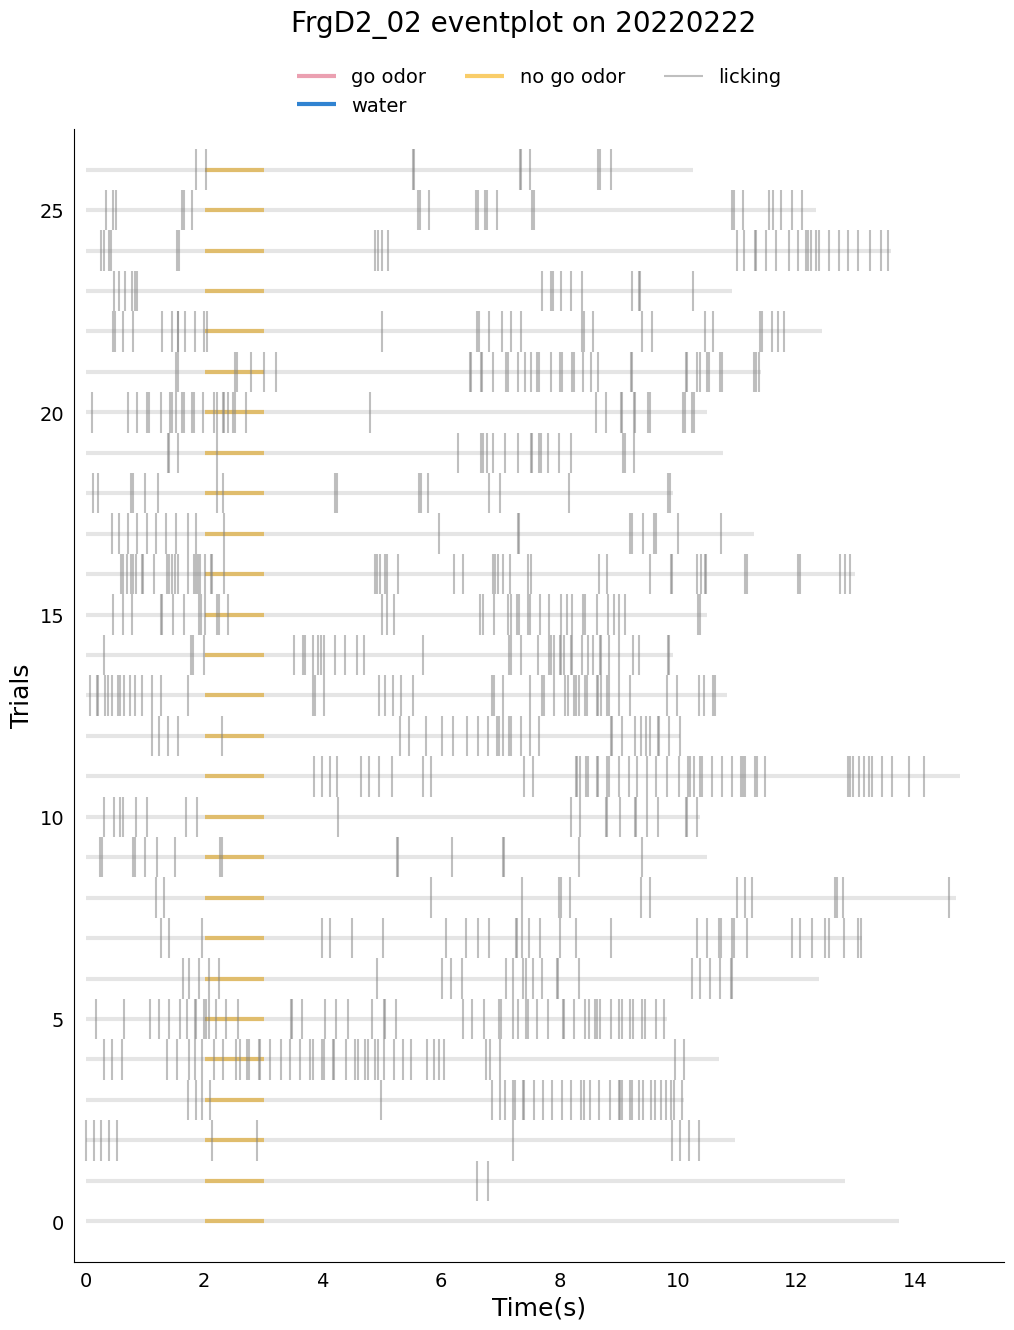 FrgD2_02 eventplot on 20220222
go odor
no go odor
licking
water
25
20
15
10
5
0
Trials
0 2 4 6 8 10 12 14
Time(s)